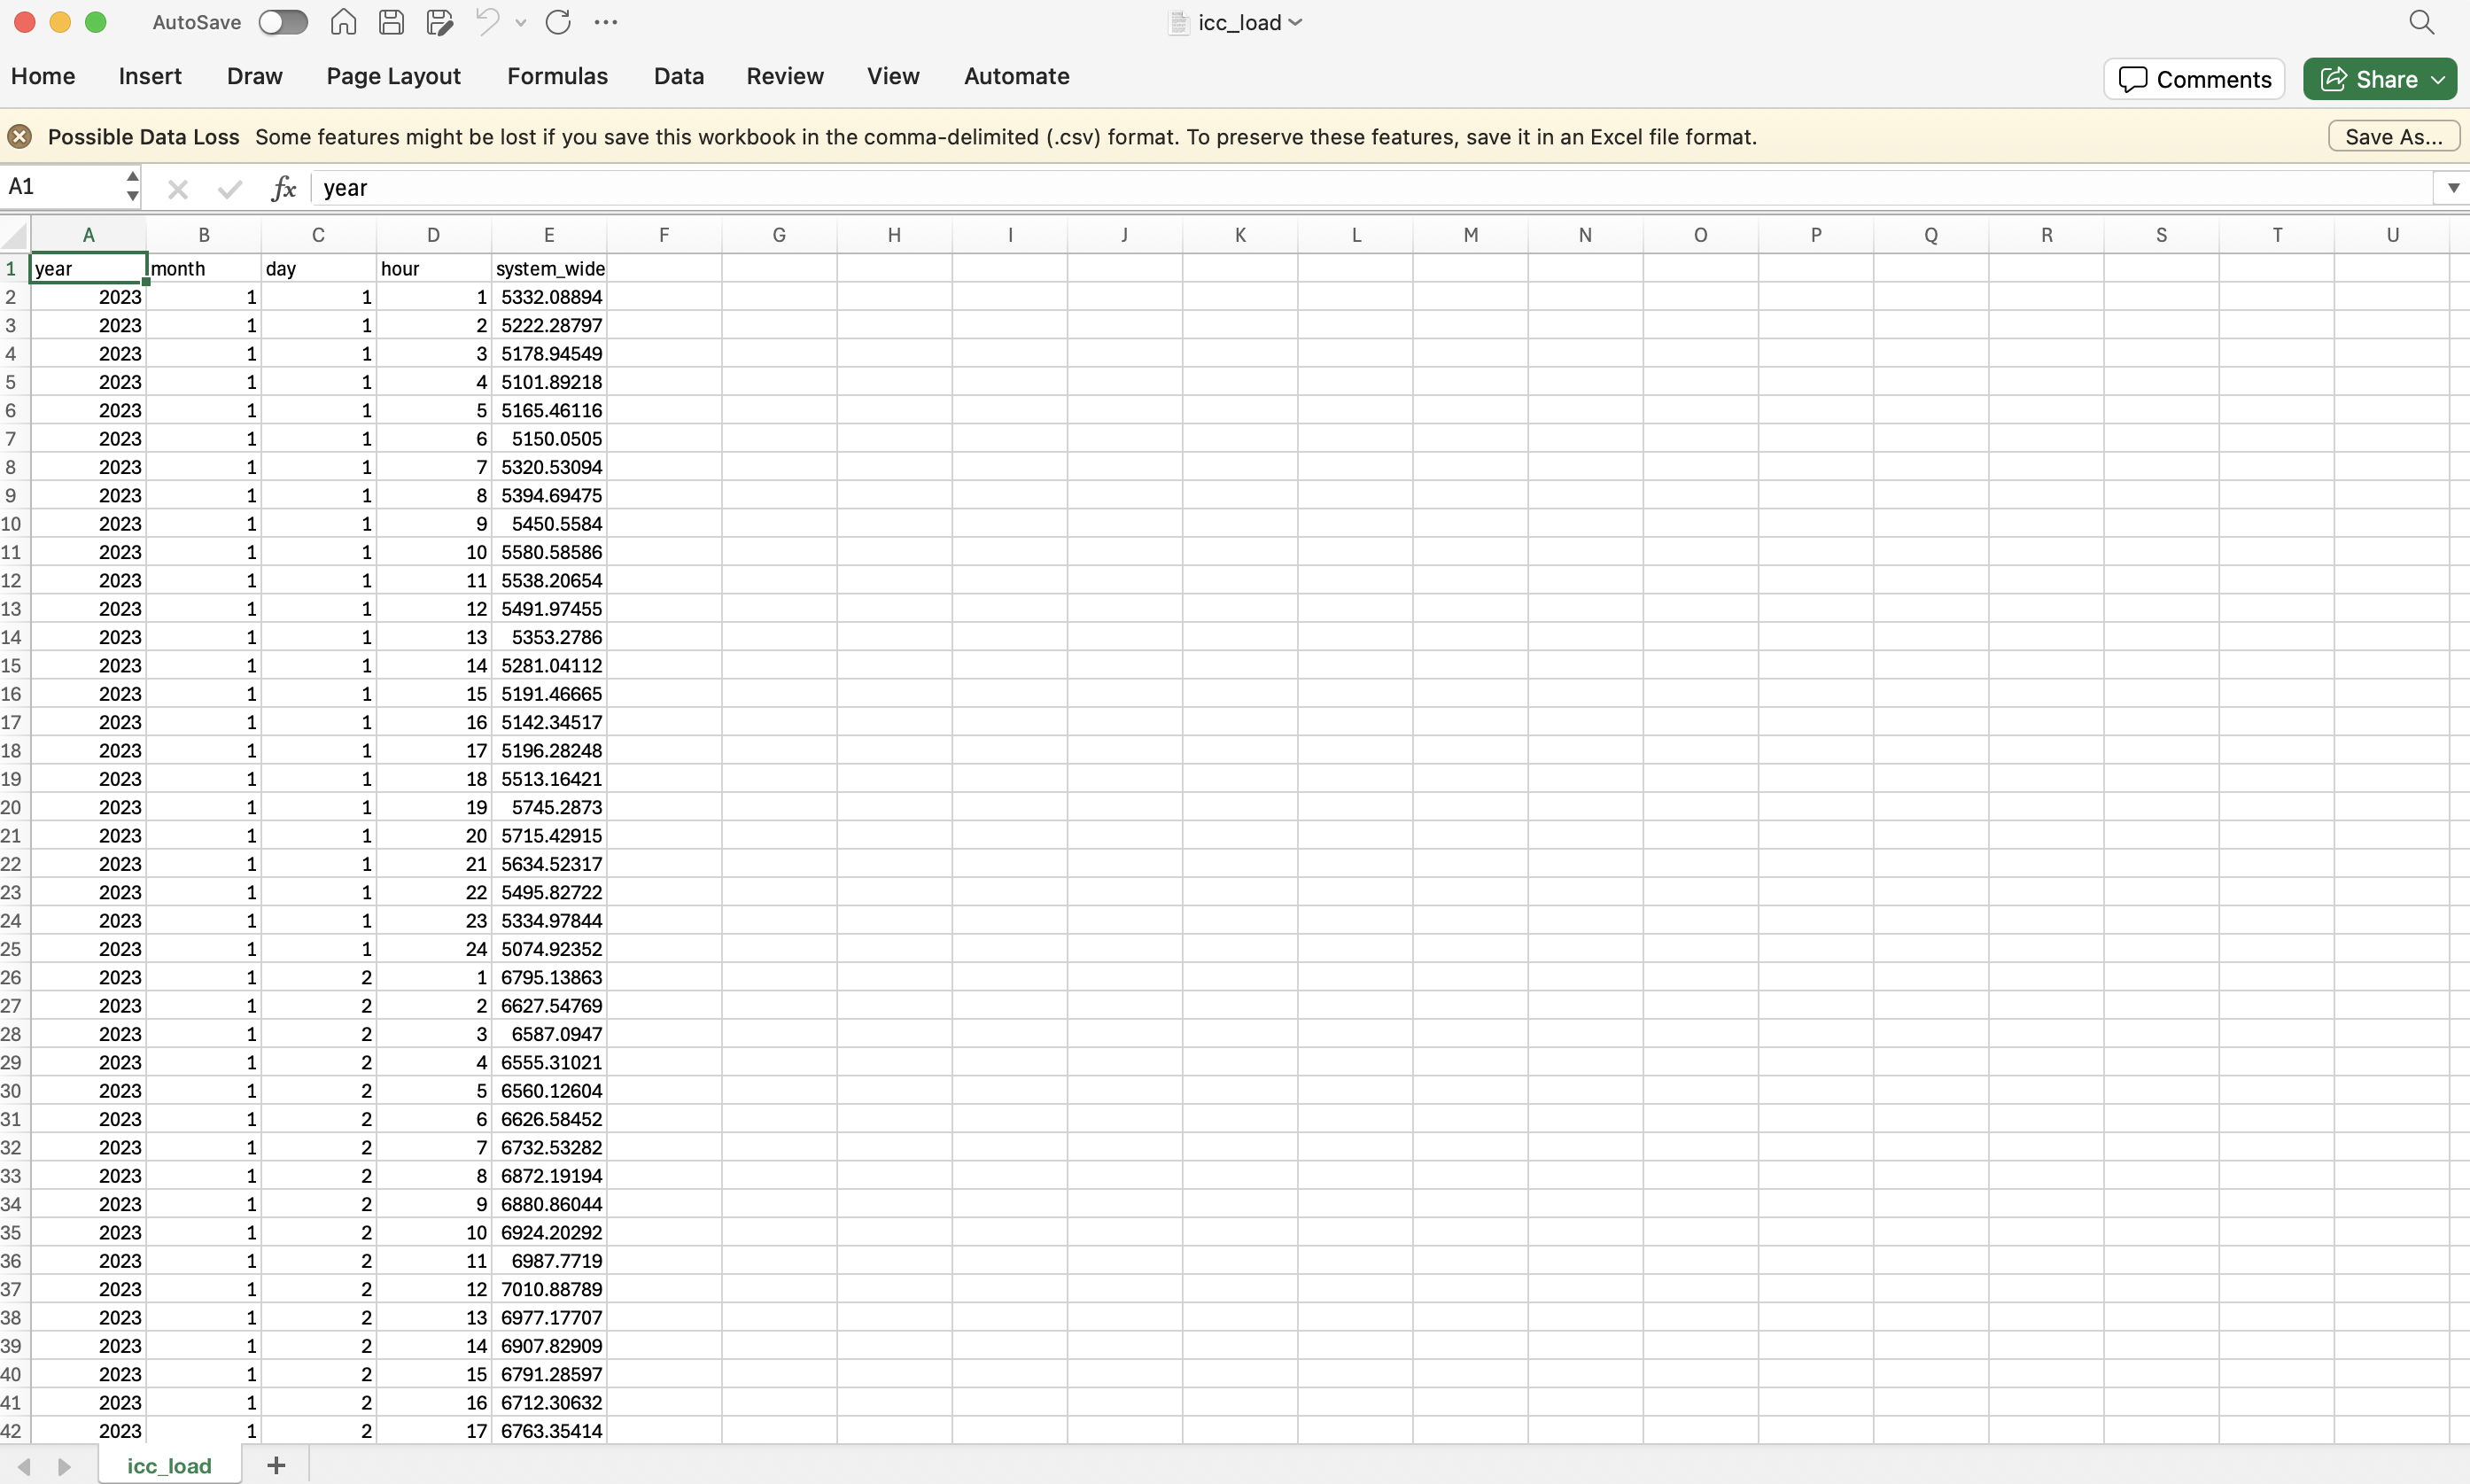 AutoSave icc_load
Home Insert Draw Page Layout Formulas Data Review View Automate Comments Share
Possible Data Loss Some features might be lost if you save this workbook in the comma-delimited (.csv) format. To preserve these features, save it in an Excel file format. Save As...
A1 fx year
A B C D E F G H I J K L M N O P Q R S T U
1 year month day hour system_wide
2 2023 1 1 1 5332.08894
3 2023 1 1 2 5222.28797
4 2023 1 1 3 5178.94549
5 2023 1 1 4 5101.89218
6 2023 1 1 5 5165.46116
7 2023 1 1 6 5150.0505
8 2023 1 1 7 5320.53094
9 2023 1 1 8 5394.69475
10 2023 1 1 9 5450.5584
11 2023 1 1 10 5580.58586
12 2023 1 1 11 5538.20654
13 2023 1 1 12 5491.97455
14 2023 1 1 13 5353.2786
15 2023 1 1 14 5281.04112
16 2023 1 1 15 5191.46665
17 2023 1 1 16 5142.34517
18 2023 1 1 17 5196.28248
19 2023 1 1 18 5513.16421
20 2023 1 1 19 5745.2873
21 2023 1 1 20 5715.42915
22 2023 1 1 21 5634.52317
23 2023 1 1 22 5495.82722
24 2023 1 1 23 5334.97844
25 2023 1 1 24 5074.92352
26 2023 1 2 1 6795.13863
27 2023 1 2 2 6627.54769
28 2023 1 2 3 6587.0947
29 2023 1 2 4 6555.31021
30 2023 1 2 5 6560.12604
31 2023 1 2 6 6626.58452
32 2023 1 2 7 6732.53282
33 2023 1 2 8 6872.19194
34 2023 1 2 9 6880.86044
35 2023 1 2 10 6924.20292
36 2023 1 2 11 6987.7719
37 2023 1 2 12 7010.88789
38 2023 1 2 13 6977.17707
39 2023 1 2 14 6907.82909
40 2023 1 2 15 6791.28597
41 2023 1 2 16 6712.30632
42 2023 1 2 17 6763.35414
icc_load +